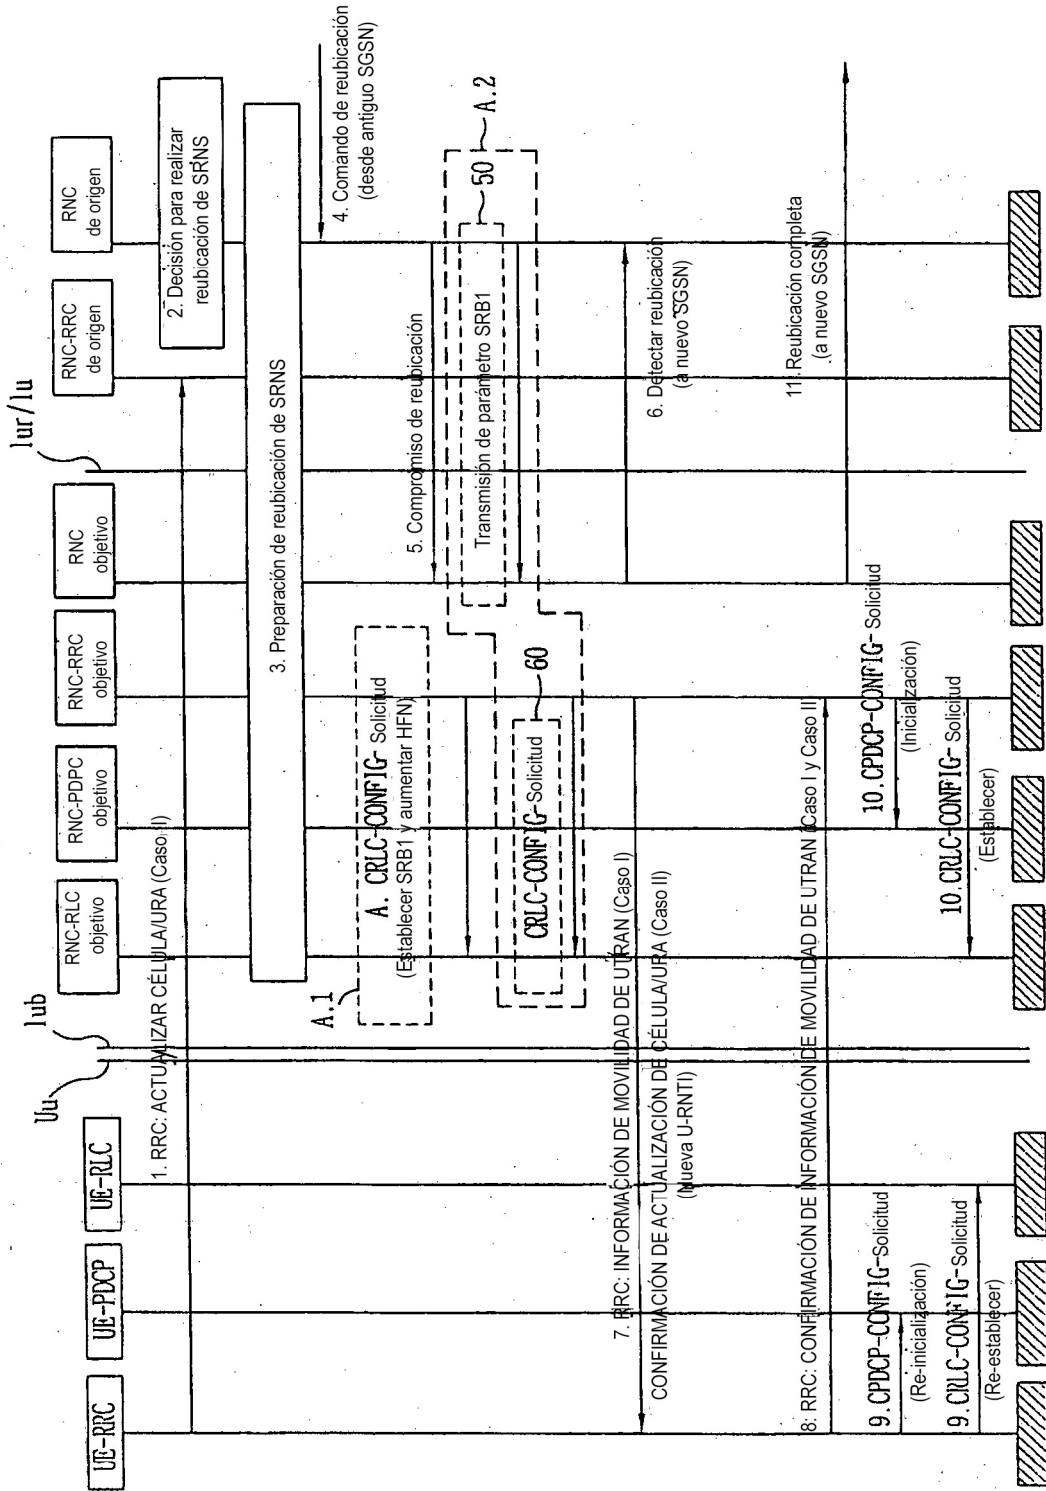 UE-RRC
UE-PDCP
UE-RLC
Uu
Iub
RNC-RLC
objetivo
RNC-PDPC
objetivo
RNC-RRC
objetivo
RNC
objetivo
Iur/Iu
RNC-RRC
de origen
RNC
de origen
1. RRC: ACTUALIZAR CÉLULA/URA (Caso I)
2. Decisión para realizar
reubicación de SRNS
3. Preparación de reubicación de SRNS
4. Comando de reubicación
(desde antiguo SGSN)
A.1
A. CRLC-CONFIG-Solicitud
(Establecer SRB1 y aumentar HFN)
5. Compromiso de reubicación
A.2
50
Transmisión de parámetro SRB1
60
CRLC-CONFIG-Solicitud
6. Detectar reubicación
(a nuevo SGSN)
7. RRC: INFORMACIÓN DE MOVILIDAD DE UTRAN (Caso I)
CONFIRMACIÓN DE ACTUALIZACIÓN DE CÉLULA/URA (Caso II)
(Nueva U-RNTI)
8: RRC: CONFIRMACIÓN DE INFORMACIÓN DE MOVILIDAD DE UTRAN (Caso I y Caso II)
11. Reubicación completa
(a nuevo SGSN)
9. CPDCP-CONFIG-Solicitud
(Re-inicialización)
10. CPDCP-CONFIG-Solicitud
(Inicialización)
9. CRLC-CONFIG-Solicitud
(Re-establecer)
10. CRLC-CONFIG-Solicitud
(Establecer)